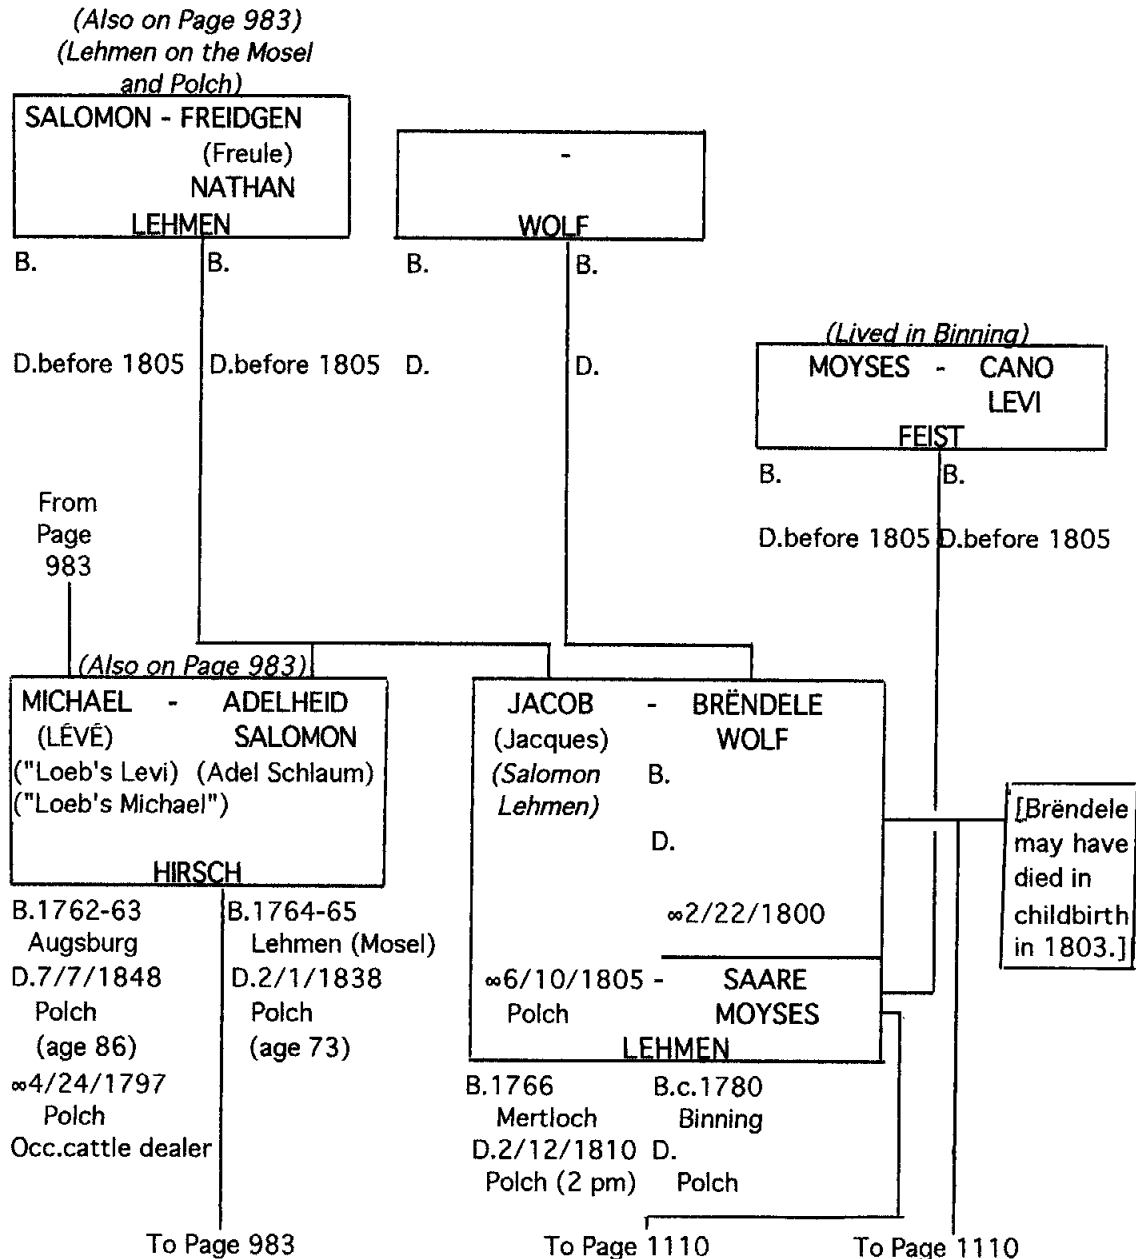 (Also on Page 983)
(Lehmen on the Mosel
and Polch)
SALOMON - FREIDGEN
(Freule)
NATHAN
LEHMEN
B.
B.
D.before 1805
D.before 1805
-
WOLF
B.
B.
D.
D.
(Lived in Binning)
MOYSES - CANO
LEVI
FEIST
B.
B.
D.before 1805
D.before 1805
From
Page
983
(Also on Page 983)
MICHAEL - ADELHEID
(LÉVÉ) SALOMON
("Loeb's Levi) (Adel Schlaum)
("Loeb's Michael")
HIRSCH
B.1762-63
Augsburg
D.7/7/1848
Polch
(age 86)
∞4/24/1797
Polch
Occ.cattle dealer
B.1764-65
Lehmen (Mosel)
D.2/1/1838
Polch
(age 73)
To Page 983
JACOB - BRËNDELE
(Jacques) WOLF
(Salomon B.
Lehmen)
D.
∞2/22/1800
∞6/10/1805 - SAARE
Polch MOYSES
LEHMEN
B.1766
Mertloch
D.2/12/1810
Polch (2 pm)
B.c.1780
Binning
D.
Polch
[Brëndele
may have
died in
childbirth
in 1803.]
To Page 1110
To Page 1110